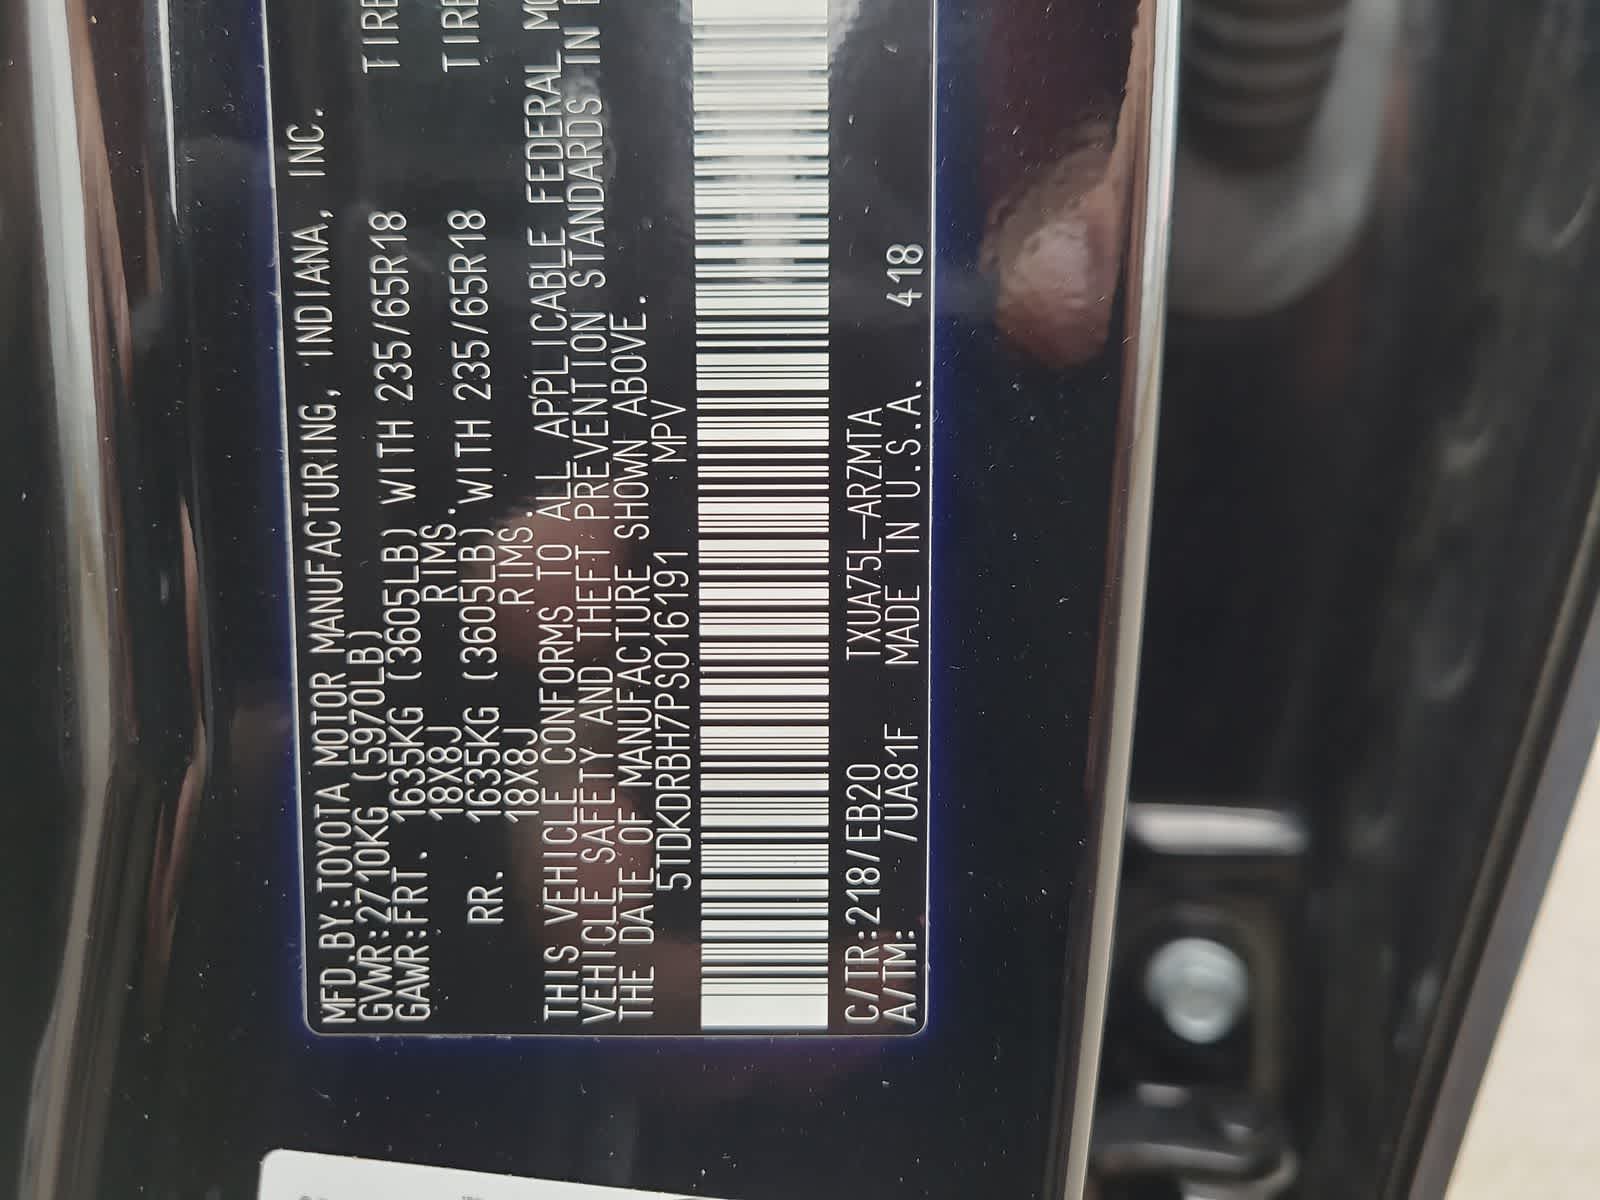 MFD.BY:TOYOTA MOTOR MANUFACTURING, INDIANA, INC.
GVWR:2710KG (5970LB)
GAWR:FRT. 1635KG (3605LB) WITH 235/65R18 TIRE
18X8J RIMS.
RR. 1635KG (3605LB) WITH 235/65R18 TIRE
18X8J RIMS.
THIS VEHICLE CONFORMS TO ALL APPLICABLE FEDERAL MO
VEHICLE SAFETY AND THEFT PREVENTION STANDARDS IN
THE DATE OF MANUFACTURE SHOWN ABOVE.
5TDKDRBH7PS016191 MPV
C/TR:218/EB20 TXUA75L-ARZMTA
A/TM: /UA81F MADE IN U.S.A. 418